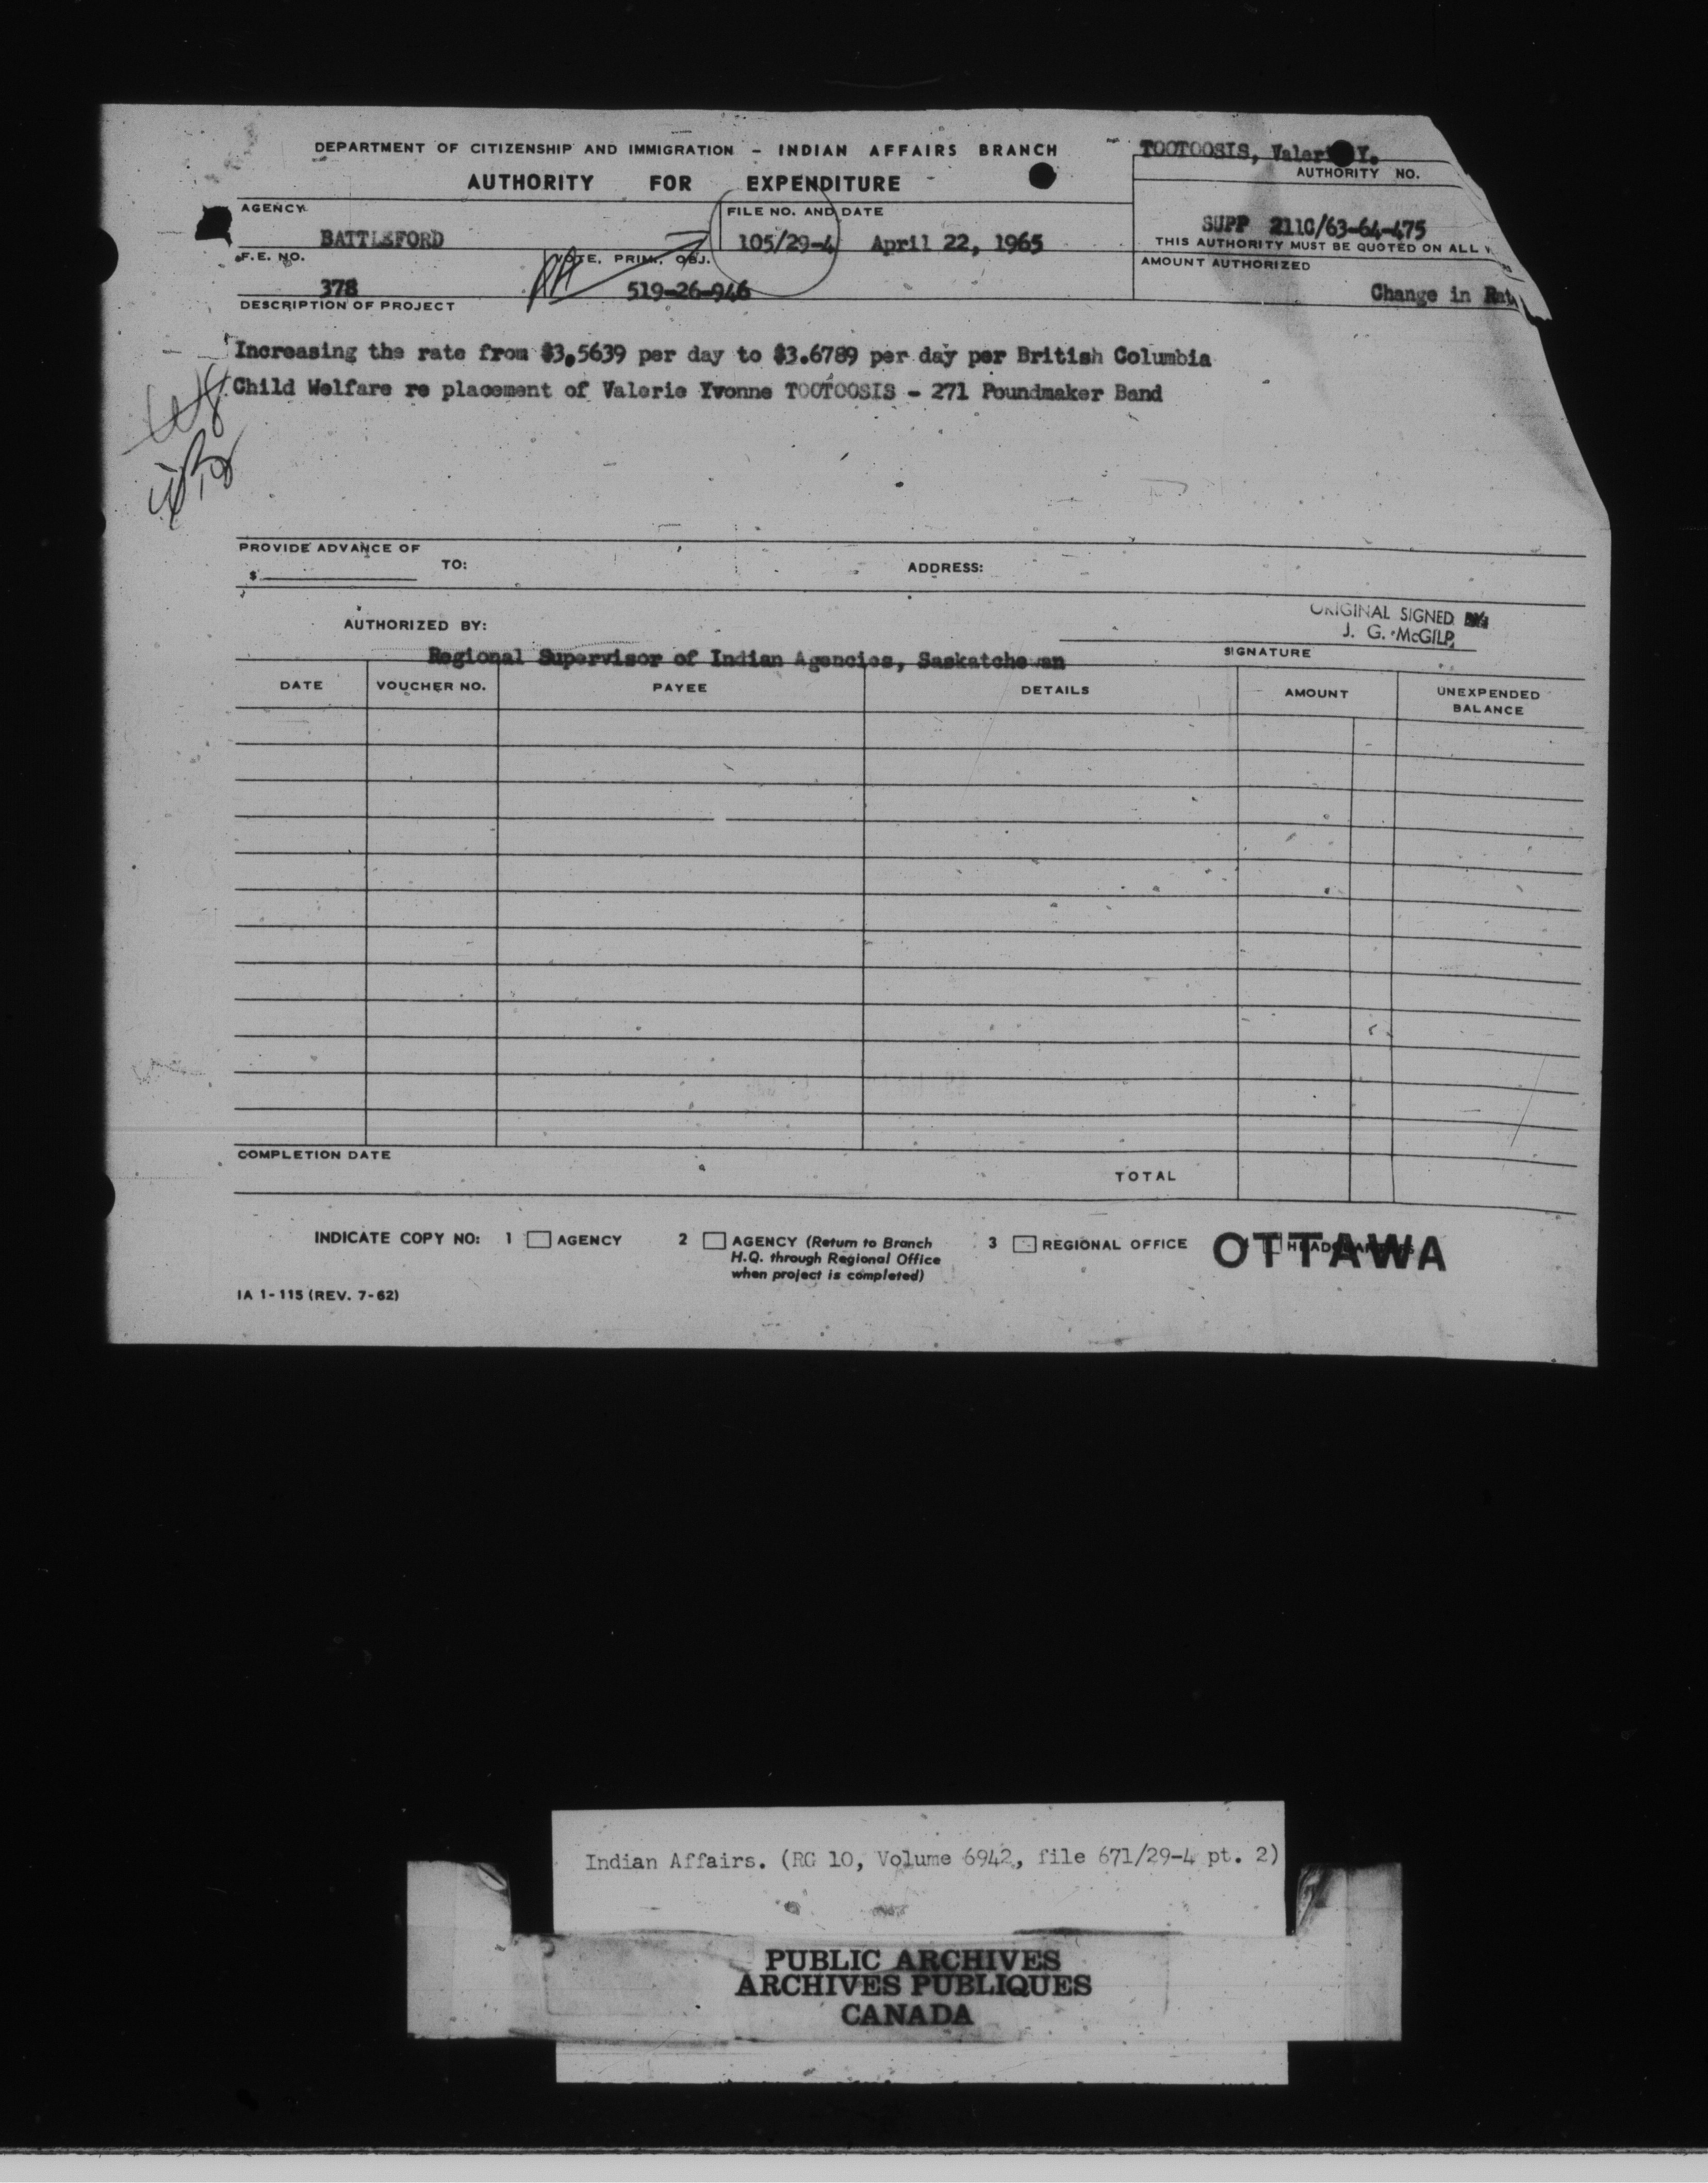 DEPARTMENT OF CITIZENSHIP AND IMMIGRATION - INDIAN AFFAIRS BRANCH
AUTHORITY FOR EXPENDITURE
TOOTOOSIS, Valerie Y.
AUTHORITY NO.
SUPP 211C/63-64-475
THIS AUTHORITY MUST BE QUOTED ON ALL
AGENCY
BATTLEFORD
FILE NO. AND DATE
105/29-4 April 22, 1965
F.E. NO.
378
VOTE, PRIM., OBJ.
519-26-946
AMOUNT AUTHORIZED
Change in
DESCRIPTION OF PROJECT
Increasing the rate from $3.5639 per day to $3.6789 per day per British Columbia
Child Welfare re placement of Valerie Yvonne TOOTOOSIS - 271 Poundmaker Band
PROVIDE ADVANCE OF
$ TO: ADDRESS:
ORIGINAL SIGNED
J. G. McGILP
AUTHORIZED BY:
Regional Supervisor of Indian Agencies, Saskatchewan
SIGNATURE
DATE VOUCHER NO. PAYEE DETAILS AMOUNT UNEXPENDED BALANCE
COMPLETION DATE
TOTAL
INDICATE COPY NO: 1 AGENCY 2 AGENCY (Return to Branch H.Q. through Regional Office when project is completed) 3 REGIONAL OFFICE HEADQUARTERS
OTTAWA
IA 1-115 (REV. 7-62)
Indian Affairs. (RG 10, Volume 6942, file 671/29-4 pt. 2)
PUBLIC ARCHIVES
ARCHIVES PUBLIQUES
CANADA